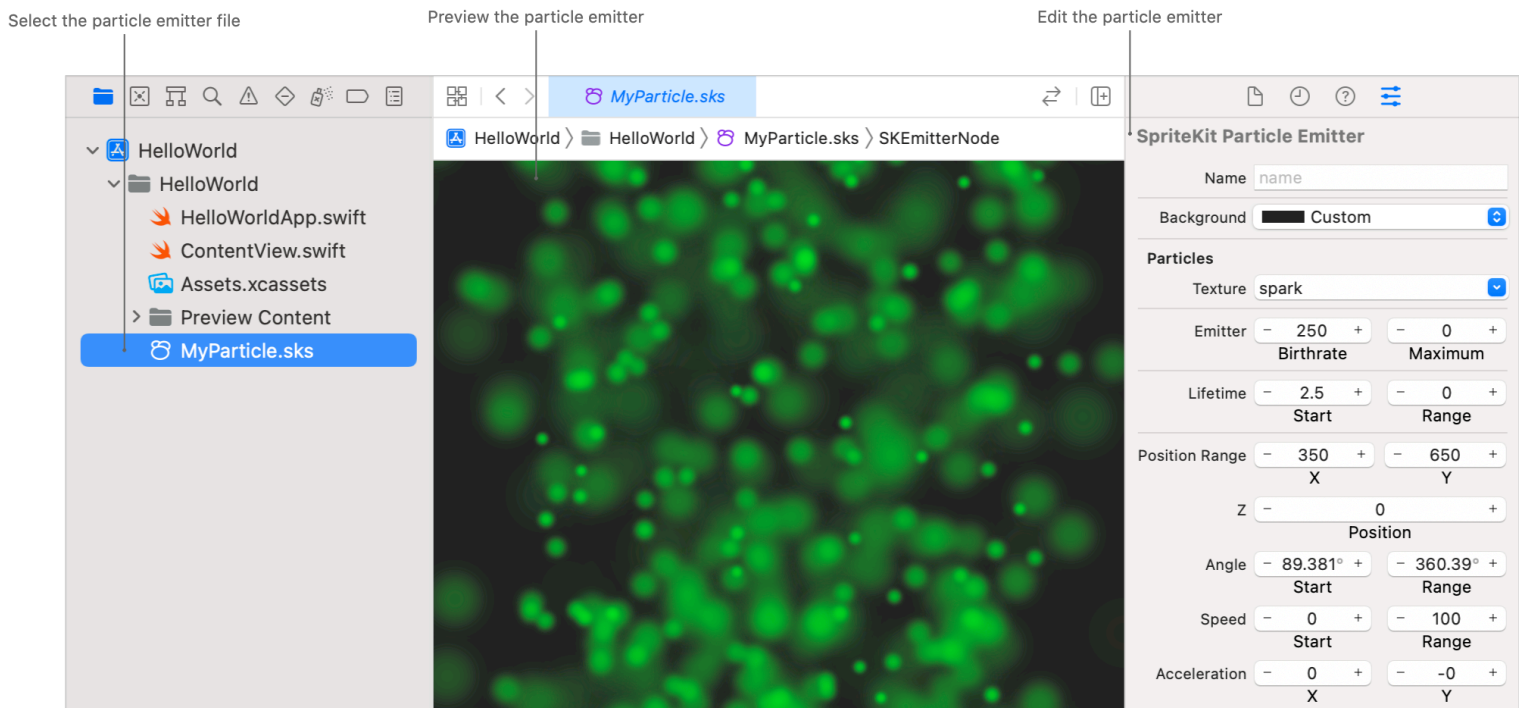 Select the particle emitter file
Preview the particle emitter
Edit the particle emitter
MyParticle.sks
HelloWorld
HelloWorld
HelloWorldApp.swift
ContentView.swift
Assets.xcassets
Preview Content
MyParticle.sks
HelloWorld 〉 HelloWorld 〉 MyParticle.sks 〉 SKEmitterNode
SpriteKit Particle Emitter
Name name
Background Custom
Particles
Texture spark
Emitter − 250 + − 0 +
Birthrate Maximum
Lifetime − 2.5 + − 0 +
Start Range
Position Range − 350 + − 650 +
X Y
Z − 0 +
Position
Angle − 89.381° + − 360.39° +
Start Range
Speed − 0 + − 100 +
Start Range
Acceleration − 0 + − -0 +
X Y